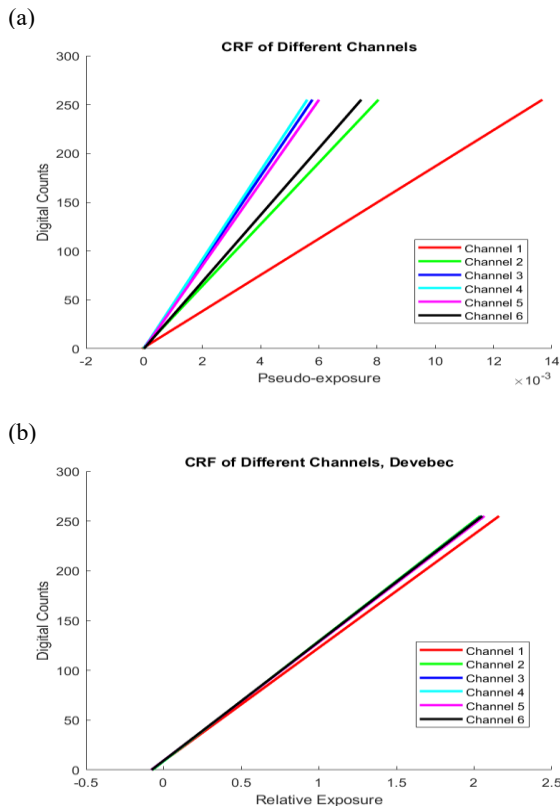 (a)
CRF of Different Channels
300
250
200
150
100
50
0
Digital Counts
Channel 1
Channel 2
Channel 3
Channel 4
Channel 5
Channel 6
-2 0 2 4 6 8 10 12 14
Pseudo-exposure
×10⁻³
(b)
CRF of Different Channels, Devebec
300
250
200
150
100
50
0
Digital Counts
Channel 1
Channel 2
Channel 3
Channel 4
Channel 5
Channel 6
-0.5 0 0.5 1 1.5 2 2.5
Relative Exposure